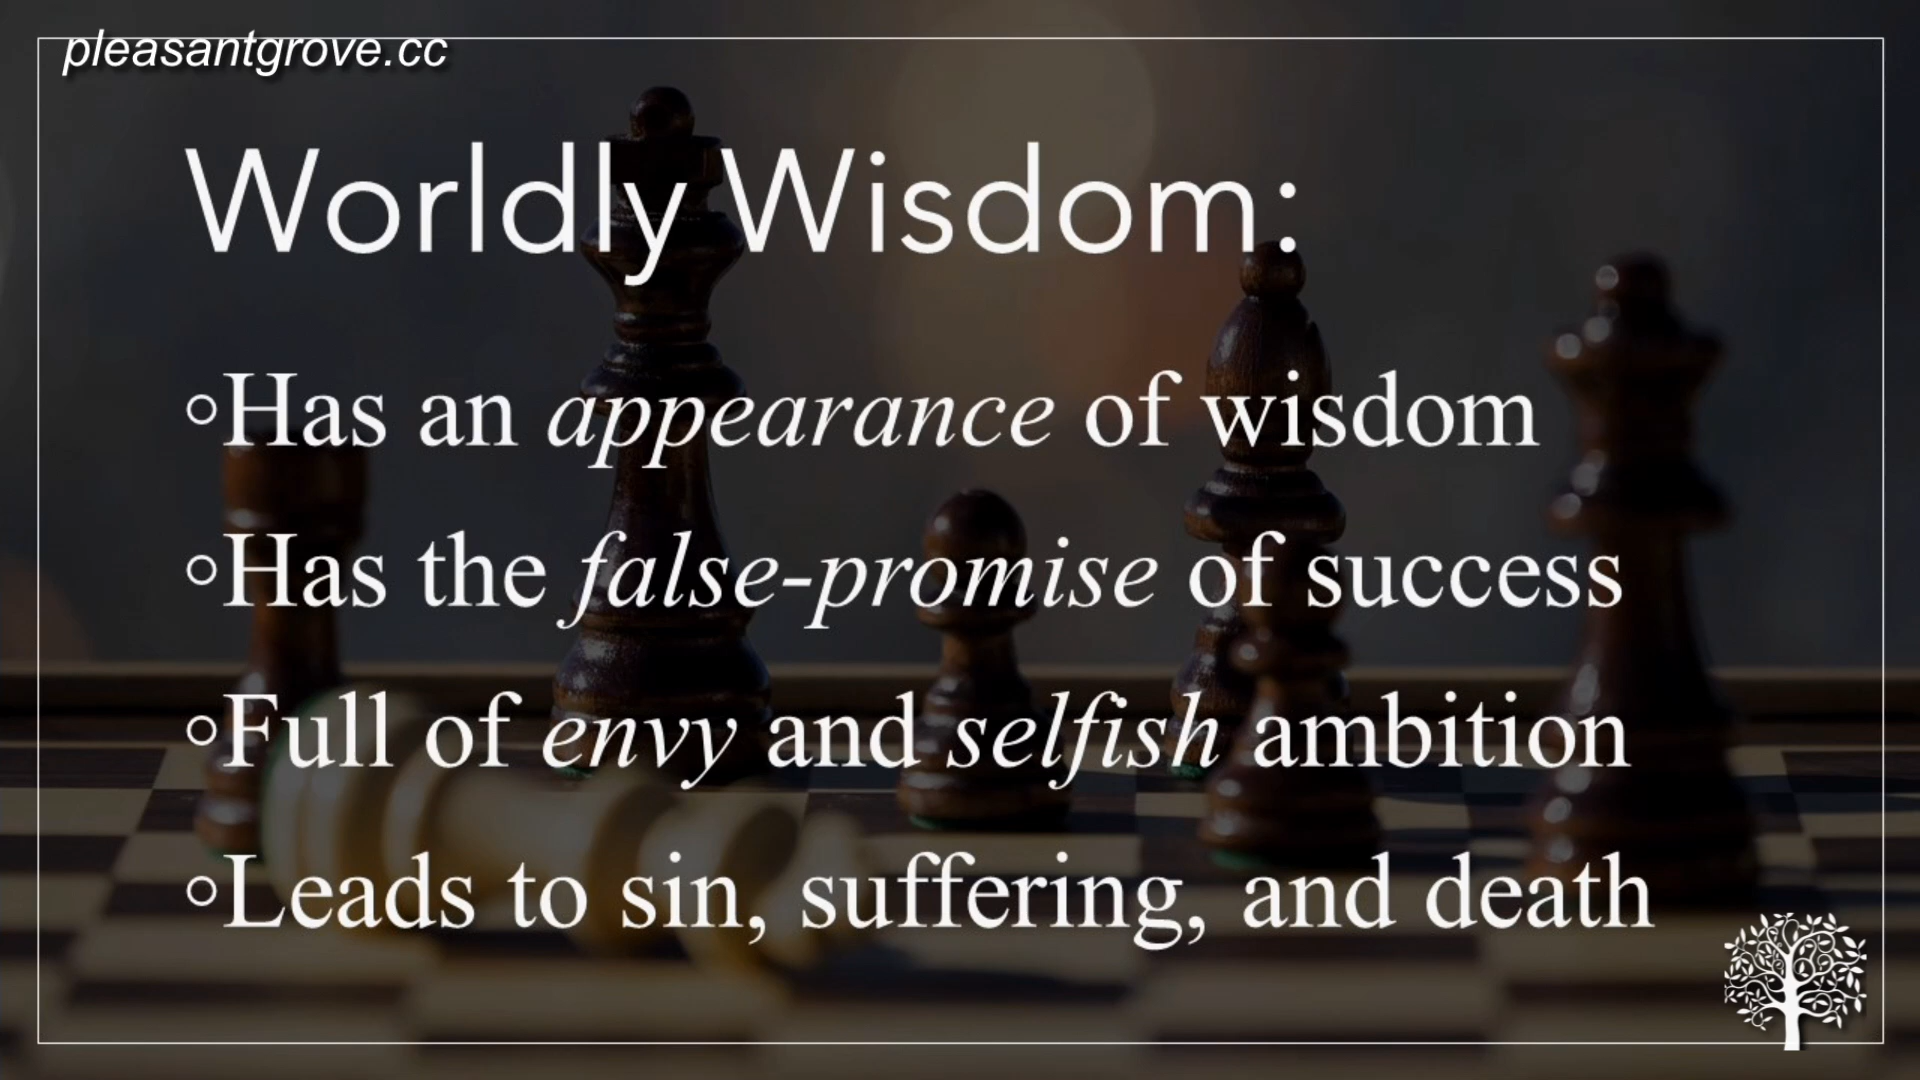 pleasantgrove.cc
Worldly Wisdom:
◦Has an appearance of wisdom
◦Has the false-promise of success
◦Full of envy and selfish ambition
◦Leads to sin, suffering, and death